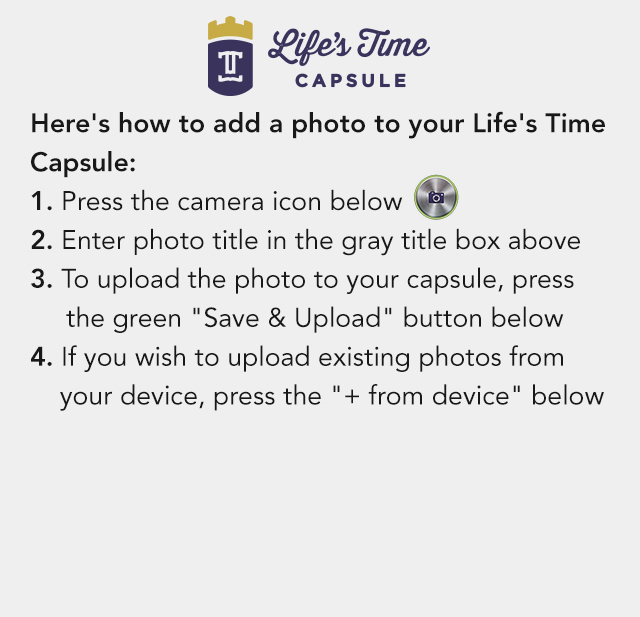 Life's Time
CAPSULE
Here's how to add a photo to your Life's Time
Capsule:
1. Press the camera icon below
2. Enter photo title in the gray title box above
3. To upload the photo to your capsule, press
the green "Save & Upload" button below
4. If you wish to upload existing photos from
your device, press the "+ from device" below